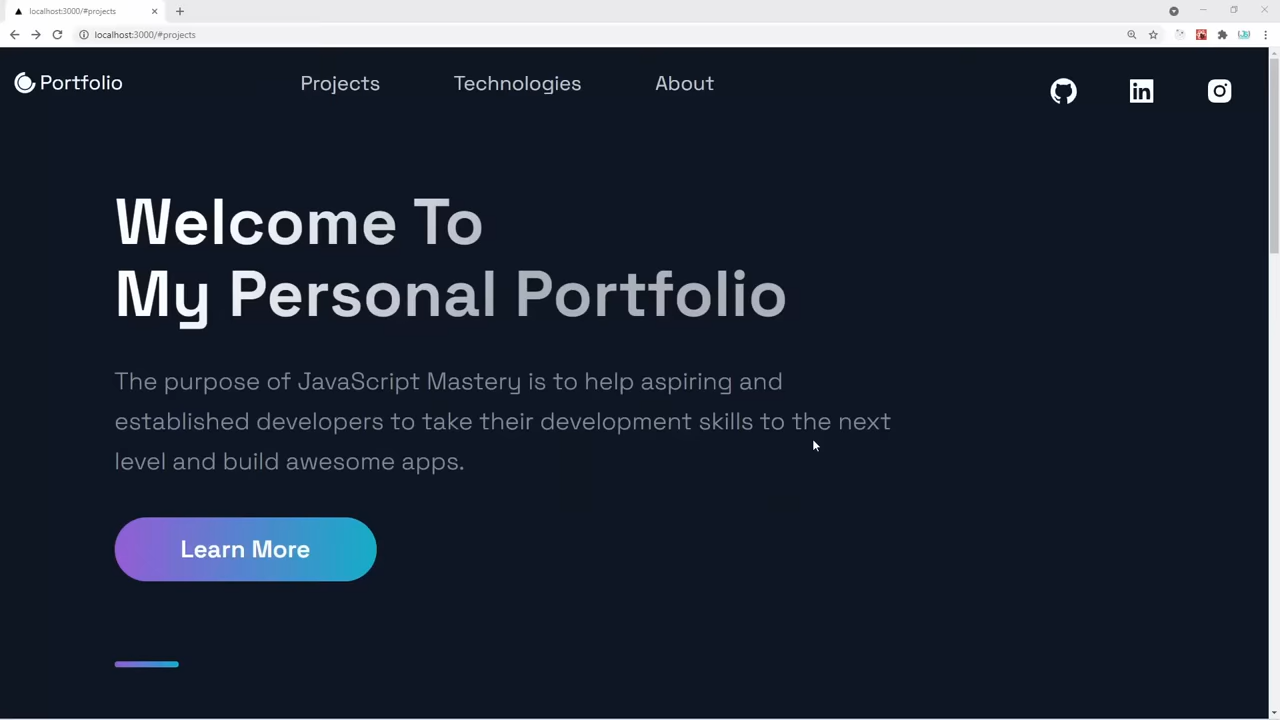 localhost:3000/#projects
localhost:3000/#projects
Portfolio
Projects
Technologies
About
Welcome To
My Personal Portfolio
The purpose of JavaScript Mastery is to help aspiring and
established developers to take their development skills to the next
level and build awesome apps.
Learn More